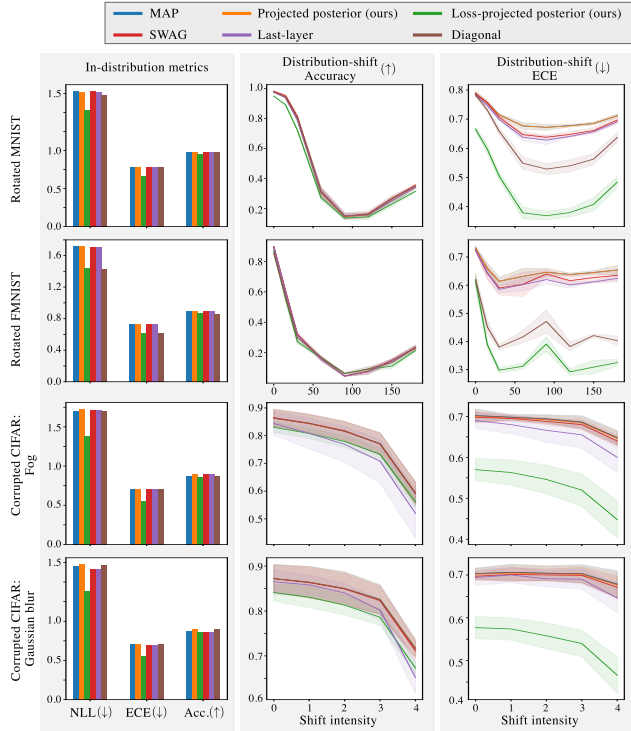 MAP Projected posterior (ours) Loss-projected posterior (ours)
SWAG Last-layer Diagonal
In-distribution metrics
Distribution-shift Accuracy (↑)
Distribution-shift ECE (↓)
Rotated MNIST
1.5
1.0
0.5
0.0
1.0
0.8
0.6
0.4
0.2
0.8
0.7
0.6
0.5
0.4
Rotated FMNIST
1.5
1.0
0.5
0.0
0.8
0.6
0.4
0.2
0 50 100 150
0.7
0.6
0.5
0.4
0.3
0 50 100 150
Corrupted CIFAR:
Fog
1.5
1.0
0.5
0.0
0.9
0.8
0.7
0.6
0.5
0 1 2 3 4
0.7
0.6
0.5
0.4
0 1 2 3 4
Corrupted CIFAR:
Gaussian blur
1.5
1.0
0.5
0.0
NLL(↓) ECE(↓) Acc.(↑)
0.9
0.8
0.7
0.6
0 1 2 3 4
Shift intensity
0.7
0.6
0.5
0.4
0 1 2 3 4
Shift intensity